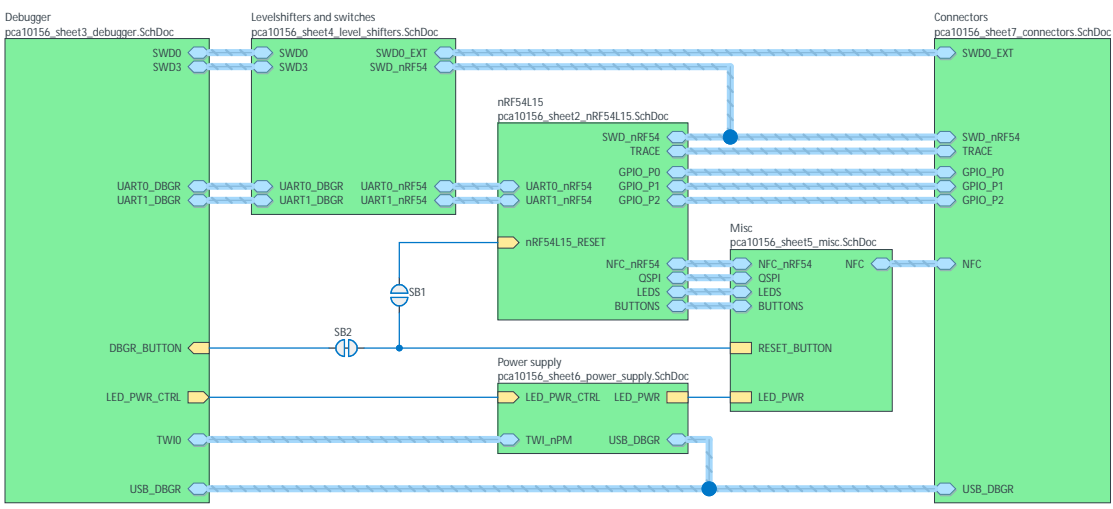 Debugger
pca10156_sheet3_debugger.SchDoc
SWD0
SWD3
UART0_DBGR
UART1_DBGR
DBGR_BUTTON
LED_PWR_CTRL
TWI0
USB_DBGR
Levelshifters and switches
pca10156_sheet4_level_shifters.SchDoc
SWD0 SWD0_EXT
SWD3 SWD_nRF54
UART0_DBGR UART0_nRF54
UART1_DBGR UART1_nRF54
SB1
SB2
nRF54L15
pca10156_sheet2_nRF54L15.SchDoc
SWD_nRF54
TRACE
GPIO_P0
UART0_nRF54 GPIO_P1
UART1_nRF54 GPIO_P2
nRF54L15_RESET
NFC_nRF54
QSPI
LEDS
BUTTONS
Power supply
pca10156_sheet6_power_supply.SchDoc
LED_PWR_CTRL LED_PWR
TWI_nPM USB_DBGR
Misc
pca10156_sheet5_misc.SchDoc
NFC_nRF54 NFC
QSPI
LEDS
BUTTONS
RESET_BUTTON
LED_PWR
Connectors
pca10156_sheet7_connectors.SchDoc
SWD0_EXT
SWD_nRF54
TRACE
GPIO_P0
GPIO_P1
GPIO_P2
NFC
USB_DBGR